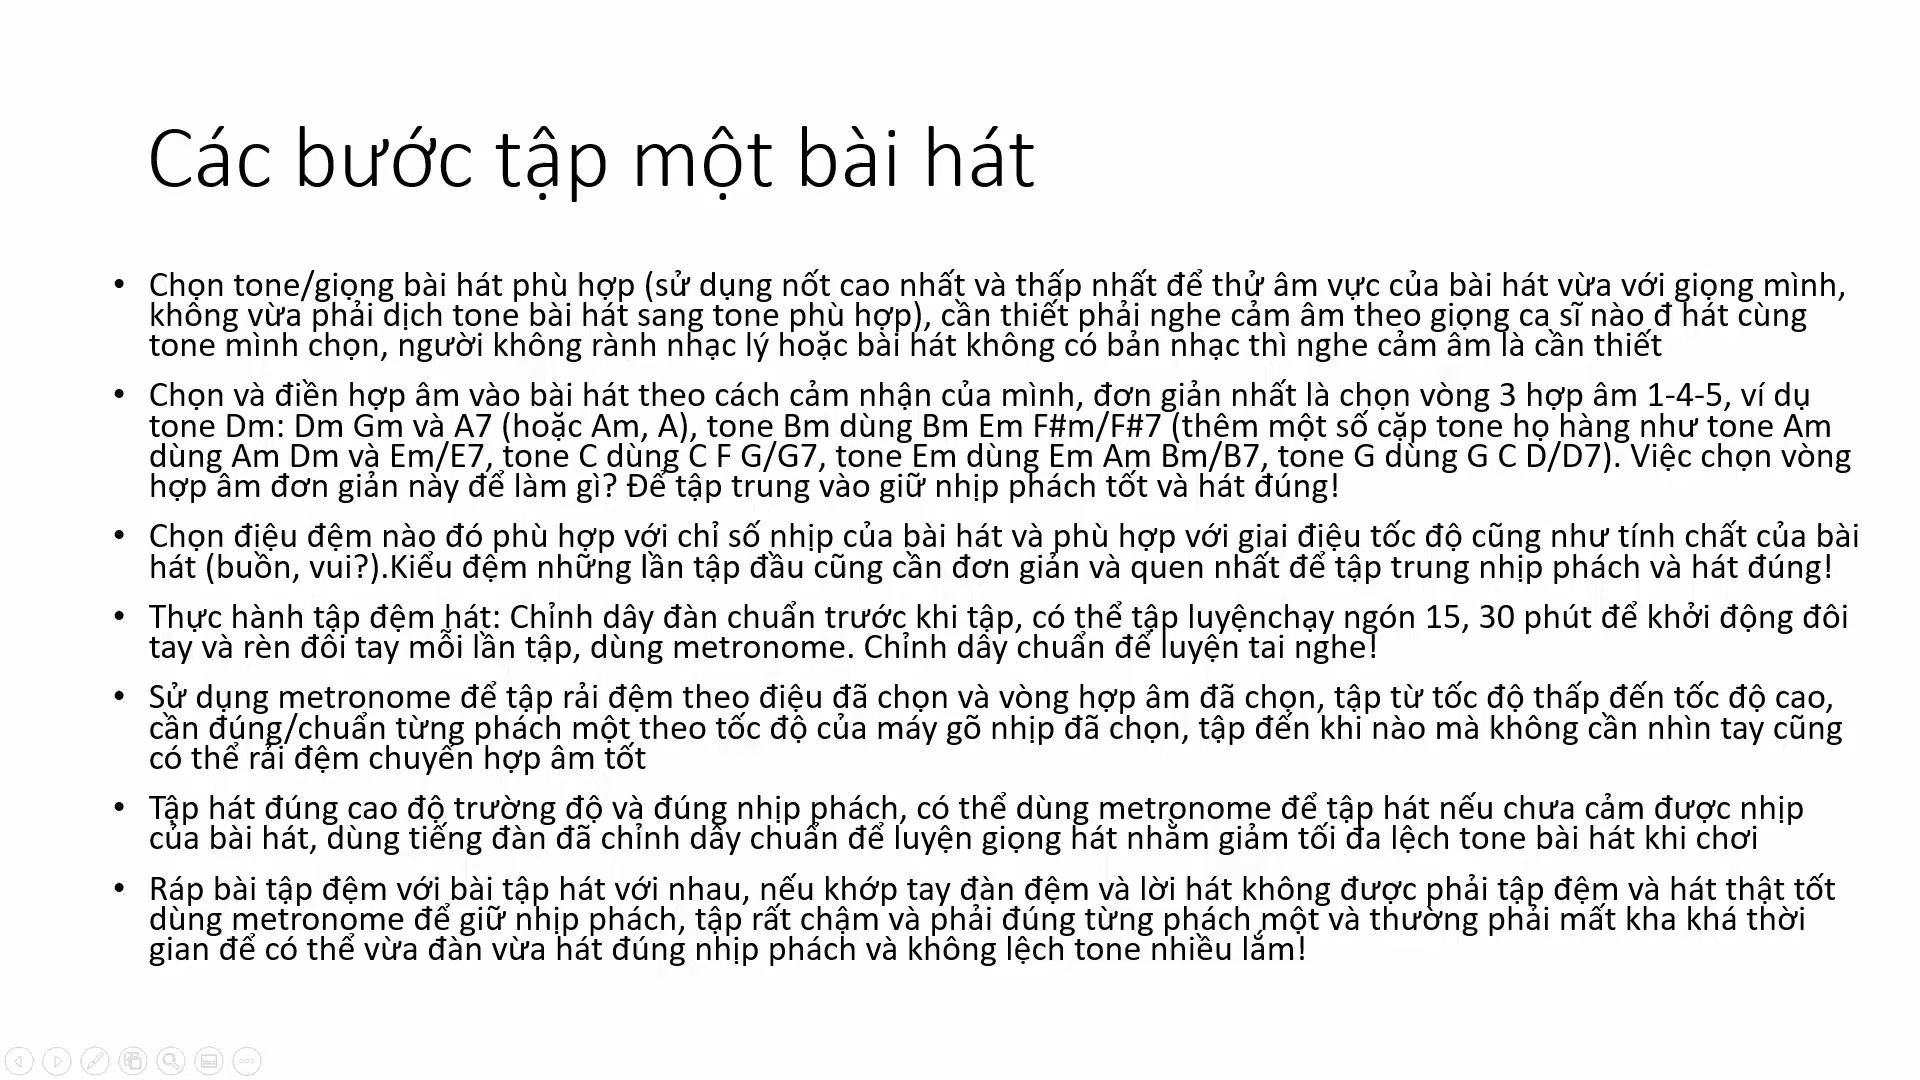 Các bước tập một bài hát
• Chọn tone/giọng bài hát phù hợp (sử dụng nốt cao nhất và thấp nhất để thử âm vực của bài hát vừa với giọng mình,
không vừa phải dịch tone bài hát sang tone phù hợp), cần thiết phải nghe cảm âm theo giọng ca sĩ nào đ hát cùng
tone mình chọn, người không rành nhạc lý hoặc bài hát không có bản nhạc thì nghe cảm âm là cần thiết
• Chọn và điền hợp âm vào bài hát theo cách cảm nhận của mình, đơn giản nhất là chọn vòng 3 hợp âm 1-4-5, ví dụ
tone Dm: Dm Gm và A7 (hoặc Am, A), tone Bm dùng Bm Em F#m/F#7 (thêm một số cặp tone họ hàng như tone Am
dùng Am Dm và Em/E7, tone C dùng C F G/G7, tone Em dùng Em Am Bm/B7, tone G dùng G C D/D7). Việc chọn vòng
hợp âm đơn giản này để làm gì? Để tập trung vào giữ nhịp phách tốt và hát đúng!
• Chọn điệu đệm nào đó phù hợp với chỉ số nhịp của bài hát và phù hợp với giai điệu tốc độ cũng như tính chất của bài
hát (buồn, vui?).Kiểu đệm những lần tập đầu cũng cần đơn giản và quen nhất để tập trung nhịp phách và hát đúng!
• Thực hành tập đệm hát: Chỉnh dây đàn chuẩn trước khi tập, có thể tập luyệnchạy ngón 15, 30 phút để khởi động đôi
tay và rèn đôi tay mỗi lần tập, dùng metronome. Chỉnh dây chuẩn để luyện tai nghe!
• Sử dụng metronome để tập rải đệm theo điệu đã chọn và vòng hợp âm đã chọn, tập từ tốc độ thấp đến tốc độ cao,
cần đúng/chuẩn từng phách một theo tốc độ của máy gõ nhịp đã chọn, tập đến khi nào mà không cần nhìn tay cũng
có thể rải đệm chuyển hợp âm tốt
• Tập hát đúng cao độ trường độ và đúng nhịp phách, có thể dùng metronome để tập hát nếu chưa cảm được nhịp
của bài hát, dùng tiếng đàn đã chỉnh dây chuẩn để luyện giọng hát nhằm giảm tối đa lệch tone bài hát khi chơi
• Ráp bài tập đệm với bài tập hát với nhau, nếu khớp tay đàn đệm và lời hát không được phải tập đệm và hát thật tốt
dùng metronome để giữ nhịp phách, tập rất chậm và phải đúng từng phách một và thường phải mất kha khá thời
gian để có thể vừa đàn vừa hát đúng nhịp phách và không lệch tone nhiều lắm!